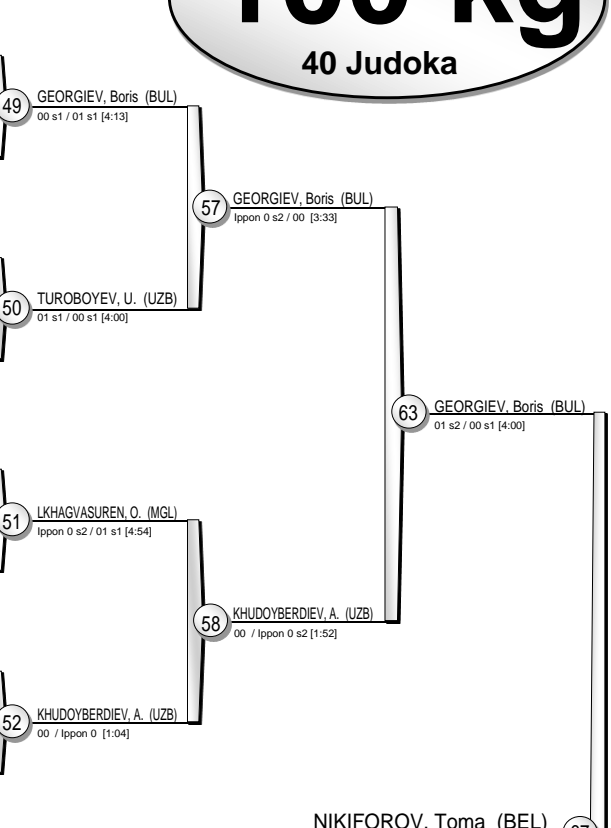 100 kg
40 Judoka
49 GEORGIEV, Boris (BUL)
00 s1 / 01 s1 [4:13]
57 GEORGIEV, Boris (BUL)
Ippon 0 s2 / 00 [3:33]
50 TUROBOYEV, U. (UZB)
01 s1 / 00 s1 [4:00]
63 GEORGIEV, Boris (BUL)
01 s2 / 00 s1 [4:00]
51 LKHAGVASUREN, O. (MGL)
Ippon 0 s2 / 01 s1 [4:54]
58 KHUDOYBERDIEV, A. (UZB)
00 / Ippon 0 s2 [1:52]
52 KHUDOYBERDIEV, A. (UZB)
00 / Ippon 0 [1:04]
NIKIFOROV, Toma (BEL)